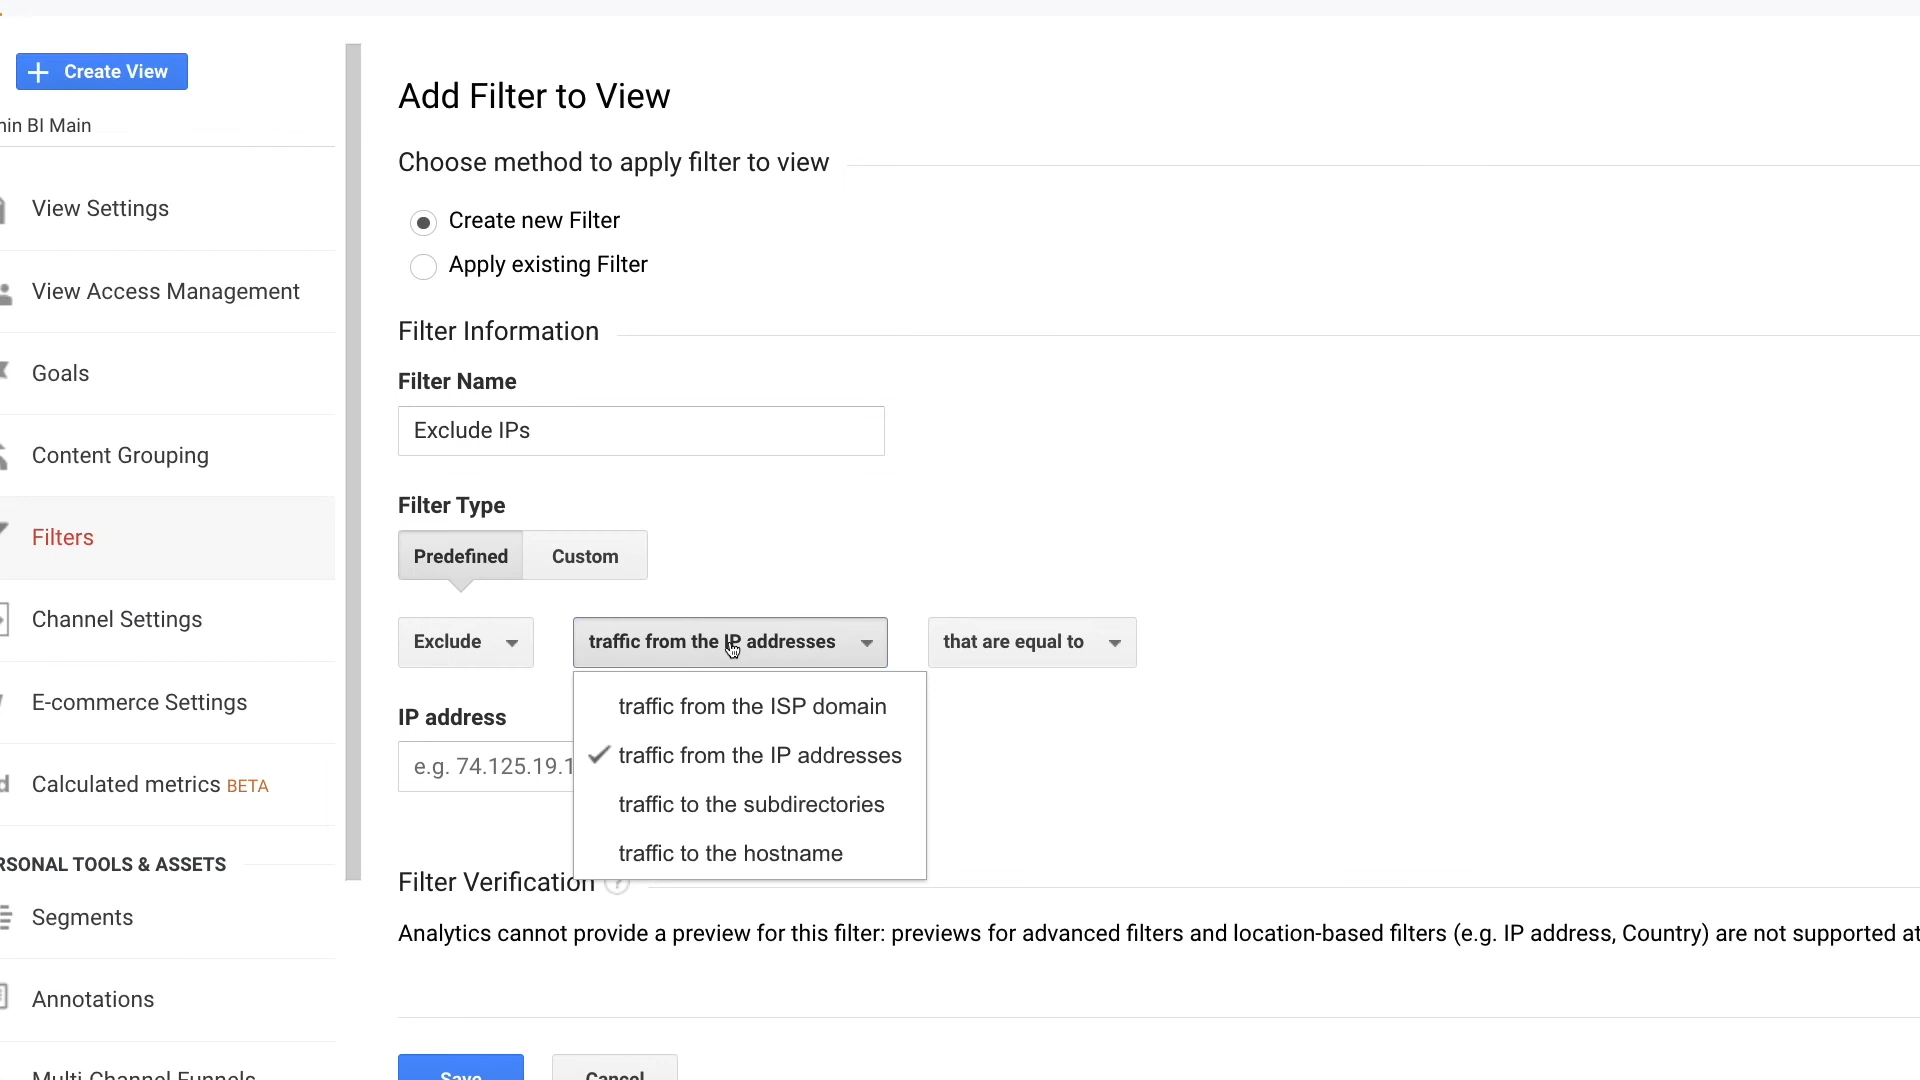 Create View
in BI Main
View Settings
View Access Management
Goals
Content Grouping
Filters
Channel Settings
E-commerce Settings
Calculated metrics BETA
RSONAL TOOLS & ASSETS
Segments
Annotations
Multi Channel Funnels
Add Filter to View
Choose method to apply filter to view
Create new Filter
Apply existing Filter
Filter Information
Filter Name
Exclude IPs
Filter Type
Predefined Custom
Exclude traffic from the IP addresses that are equal to
traffic from the ISP domain
traffic from the IP addresses
traffic to the subdirectories
traffic to the hostname
IP address
e.g. 74.125.19.1
Filter Verification ?
Analytics cannot provide a preview for this filter: previews for advanced filters and location-based filters (e.g. IP address, Country) are not supported at
Save Cancel